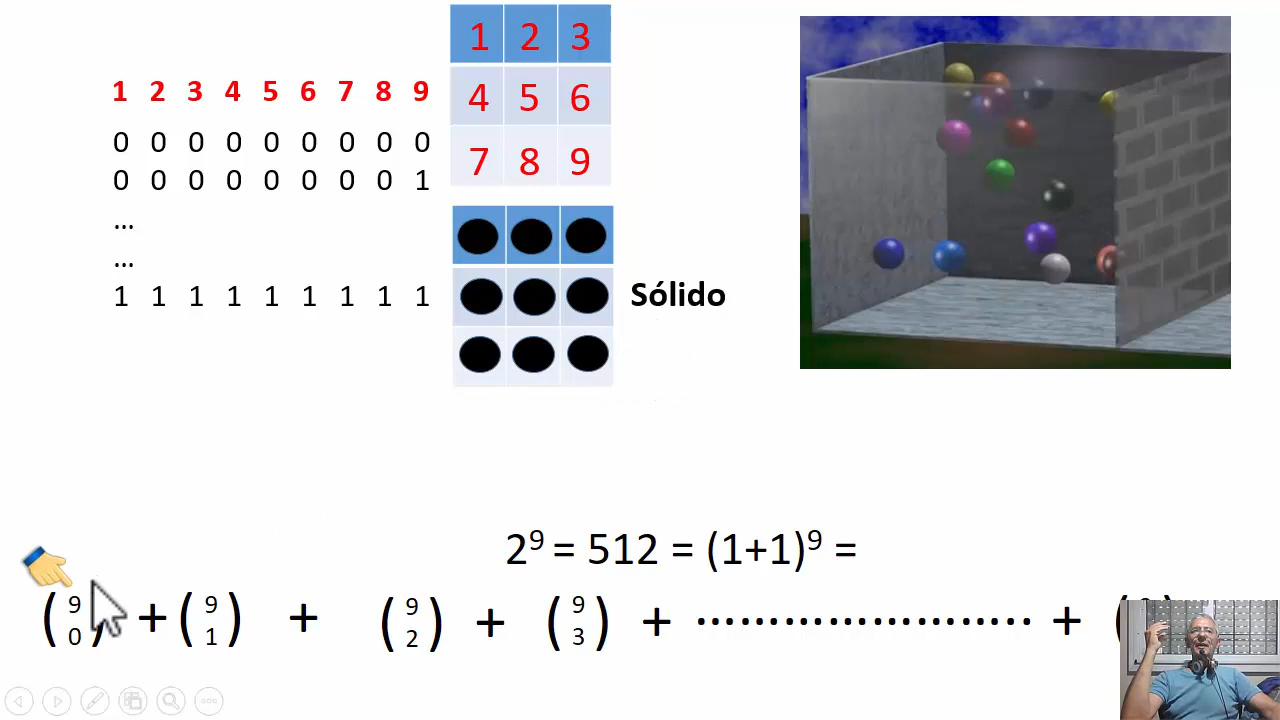 1 2 3 4 5 6 7 8 9
0 0 0 0 0 0 0 0 0
0 0 0 0 0 0 0 0 1
...
...
1 1 1 1 1 1 1 1 1
1 2 3
4 5 6
7 8 9
Sólido
2⁹ = 512 = (1+1)⁹ =
(9 0) + (9 1) + (9 2) + (9 3) + ........................ + (